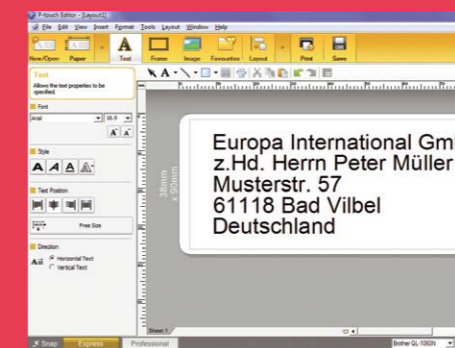 P-touch Editor - [Layout1]
File Edit View Insert Format Tools Layout Window Help
New/Open Paper Text Frame Image Favourites Layout Print Save
Text
Allows the text properties to be
specified.
Font
Arial 16.9
A A
Style
A A A A
Text Position
Free Size
Direction
Horizontal Text
Vertical Text
38mm
x 90mm
Europa International Gm
z.Hd. Herrn Peter Müller
Musterstr. 57
61118 Bad Vilbel
Deutschland
Sheet 1
Snap Express Professional
Brother QL-1060N